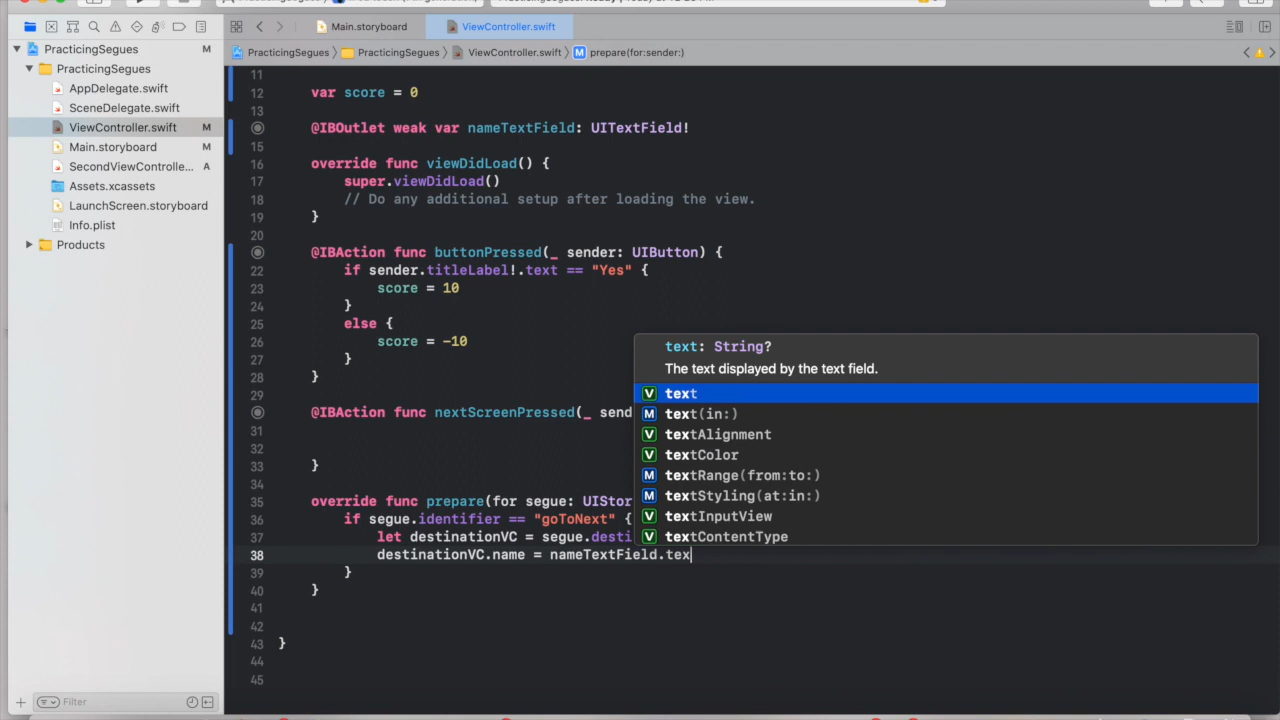 Main.storyboard
ViewController.swift
PracticingSegues M
PracticingSegues
AppDelegate.swift
SceneDelegate.swift
ViewController.swift M
Main.storyboard
SecondViewControlle... A
Assets.xcassets
LaunchScreen.storyboard
Info.plist
Products
Filter
PracticingSegues PracticingSegues ViewController.swift M prepare(for:sender:)
11
12 var score = 0
13
@IBOutlet weak var nameTextField: UITextField!
15
16 override func viewDidLoad() {
17 super.viewDidLoad()
18 // Do any additional setup after loading the view.
19 }
20
@IBAction func buttonPressed(_ sender: UIButton) {
22 if sender.titleLabel!.text == "Yes" {
23 score = 10
24 }
25 else {
26 score = -10
27 }
28 }
29
@IBAction func nextScreenPressed(_ send
31
32
33 }
34
35 override func prepare(for segue: UIStor
36 if segue.identifier == "goToNext" {
37 let destinationVC = segue.desti
38 destinationVC.name = nameTextField.tex
39 }
40 }
41
42
43 }
44
45
text: String?
The text displayed by the text field.
V text
M text(in:)
V textAlignment
V textColor
M textRange(from:to:)
M textStyling(at:in:)
V textInputView
V textContentType